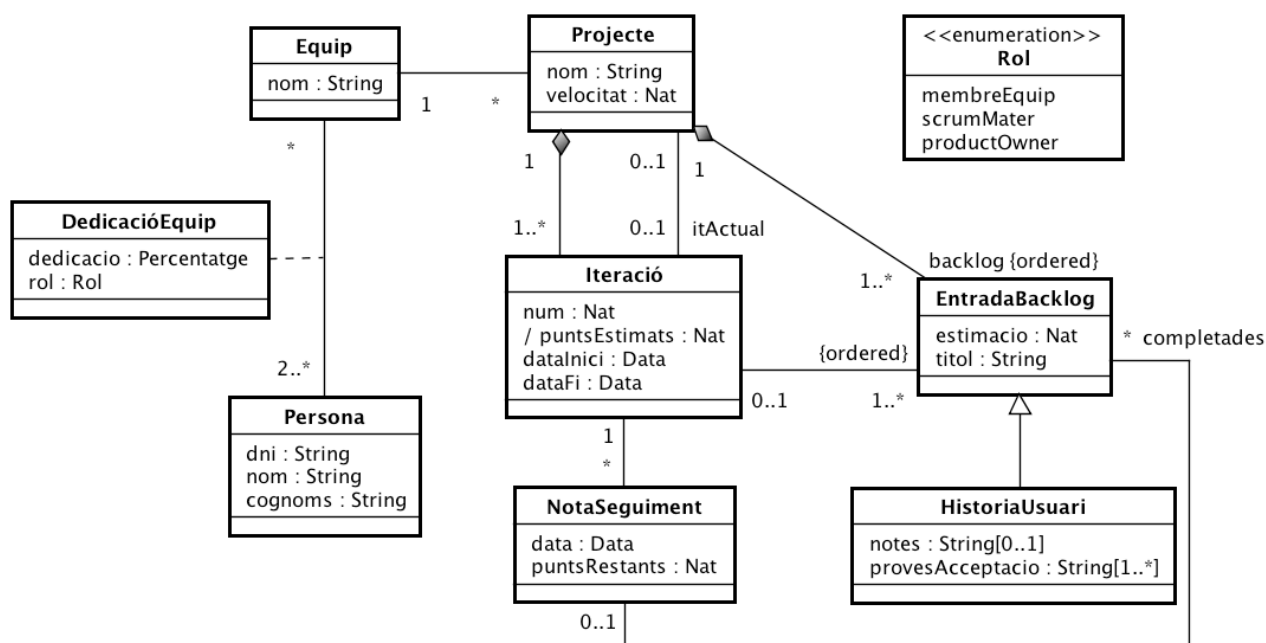 Equip
nom : String
1
*
Projecte
nom : String
velocitat : Nat
<<enumeration>>
Rol
membreEquip
scrumMater
productOwner
*
1
0..1
1
DedicacióEquip
dedicacio : Percentatge
rol : Rol
1..*
0..1
itActual
backlog {ordered}
1..*
Iteració
num : Nat
/ puntsEstimats : Nat
dataInici : Data
dataFi : Data
EntradaBacklog
estimacio : Nat
titol : String
* completades
{ordered}
0..1
1..*
2..*
Persona
dni : String
nom : String
cognoms : String
1
*
NotaSeguiment
data : Data
puntsRestants : Nat
HistoriaUsuari
notes : String[0..1]
provesAcceptacio : String[1..*]
0..1